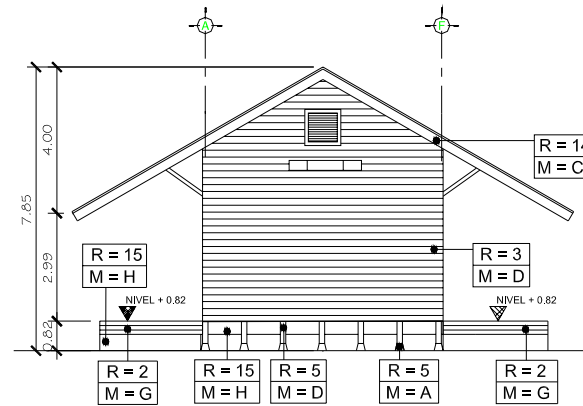 A
F
4.00
7.85
2.99
0.82
R = 14
M = C
R = 3
M = D
R = 15
M = H
NIVEL + 0.82
NIVEL + 0.82
R = 2
M = G
R = 15
M = H
R = 5
M = D
R = 5
M = A
R = 2
M = G